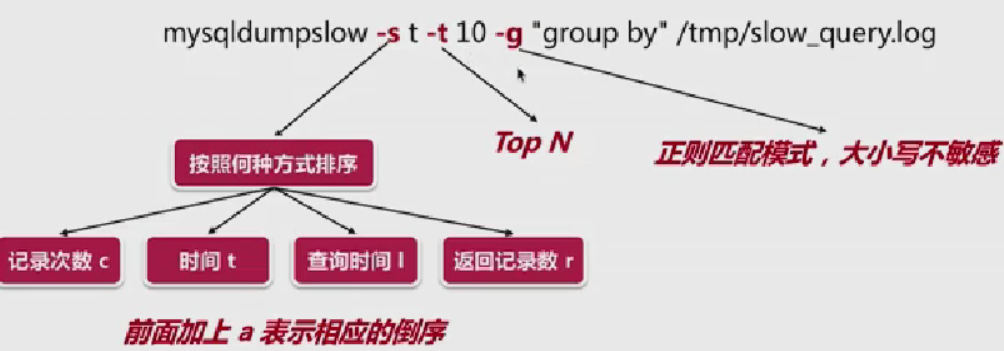 mysqldumpslow -s t -t 10 -g "group by" /tmp/slow_query.log
Top N
按照何种方式排序
正则匹配模式，大小写不敏感
记录次数 c
时间 t
查询时间 l
返回记录数 r
前面加上 a 表示相应的倒序